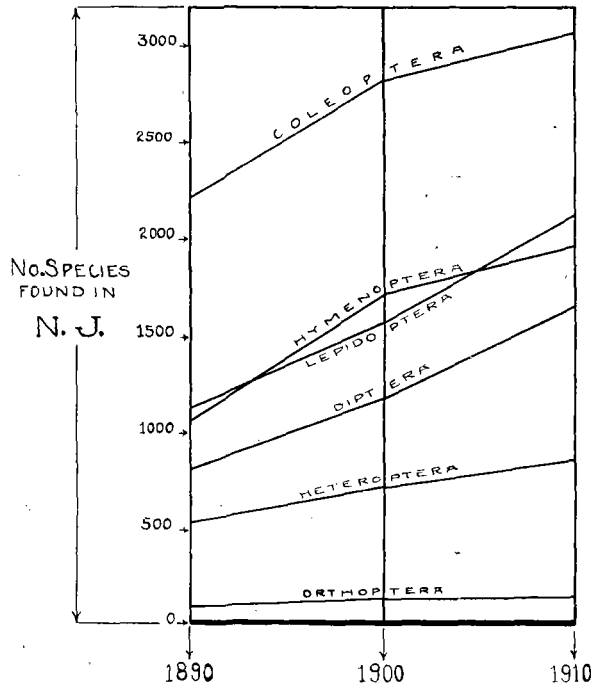 3000
2500
2000
1500
1000
500
0
No. SPECIES
FOUND IN
N. J.
COLEOPTERA
HYMENOPTERA
LEPIDOPTERA
DIPTERA
HETEROPTERA
ORTHOPTERA
1890 1900 1910